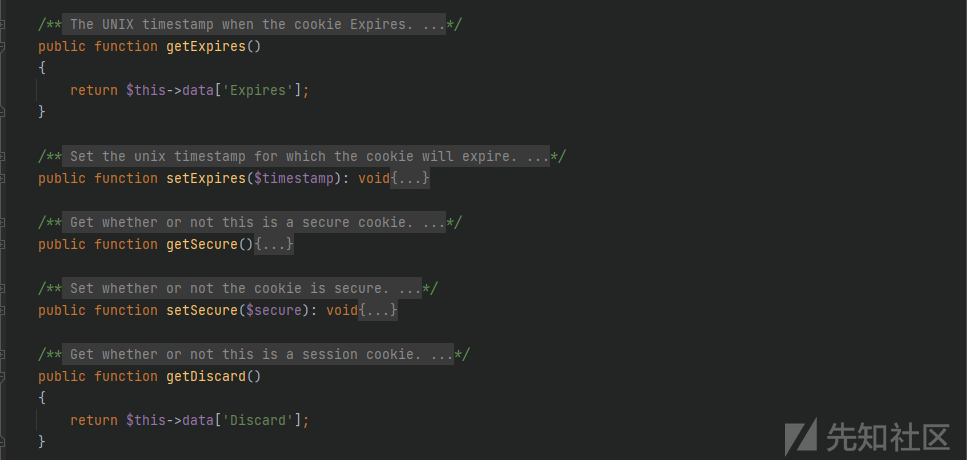 /** The UNIX timestamp when the cookie Expires. ...*/
public function getExpires()
{
    return $this->data['Expires'];
}
/** Set the unix timestamp for which the cookie will expire. ...*/
public function setExpires($timestamp): void{...}
/** Get whether or not this is a secure cookie. ...*/
public function getSecure(){...}
/** Set whether or not the cookie is secure. ...*/
public function setSecure($secure): void{...}
/** Get whether or not this is a session cookie. ...*/
public function getDiscard()
{
    return $this->data['Discard'];
}
先知社区